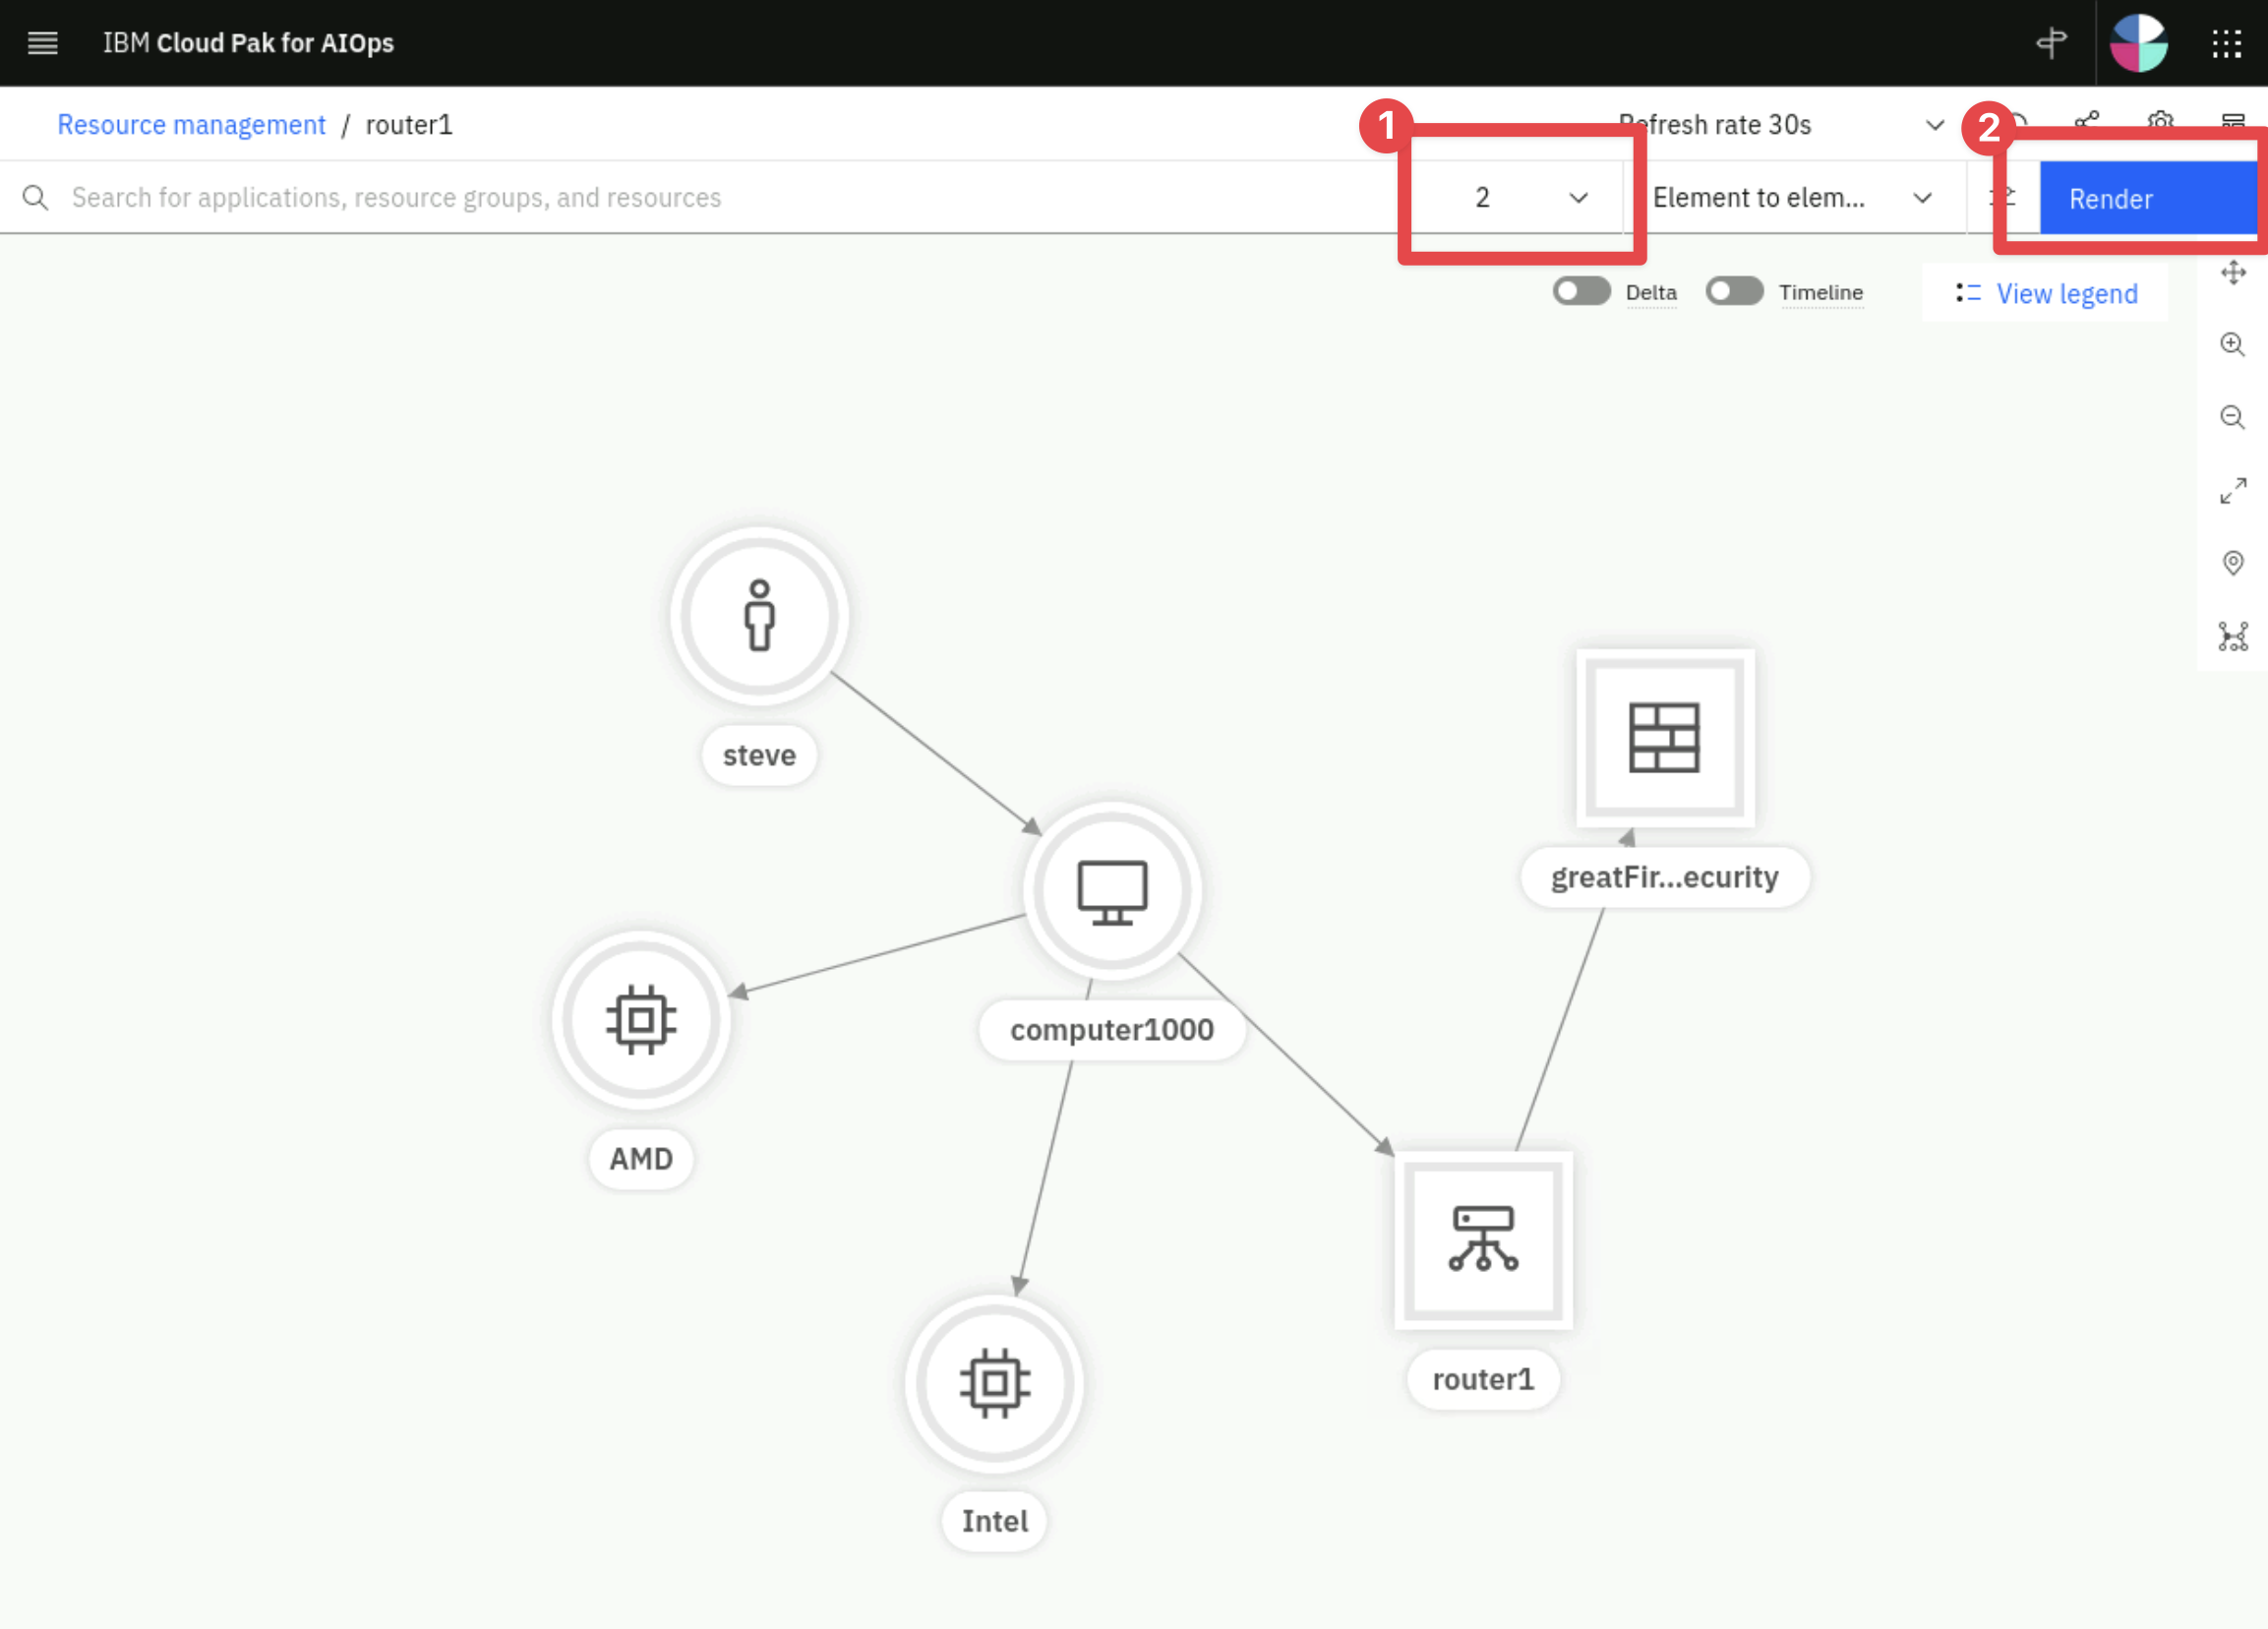 IBM Cloud Pak for AIOps
Resource management / router1
1
Refresh rate 30s
2
Search for applications, resource groups, and resources
2
Element to elem...
Render
Delta
Timeline
View legend
steve
greatFir...ecurity
computer1000
AMD
router1
Intel